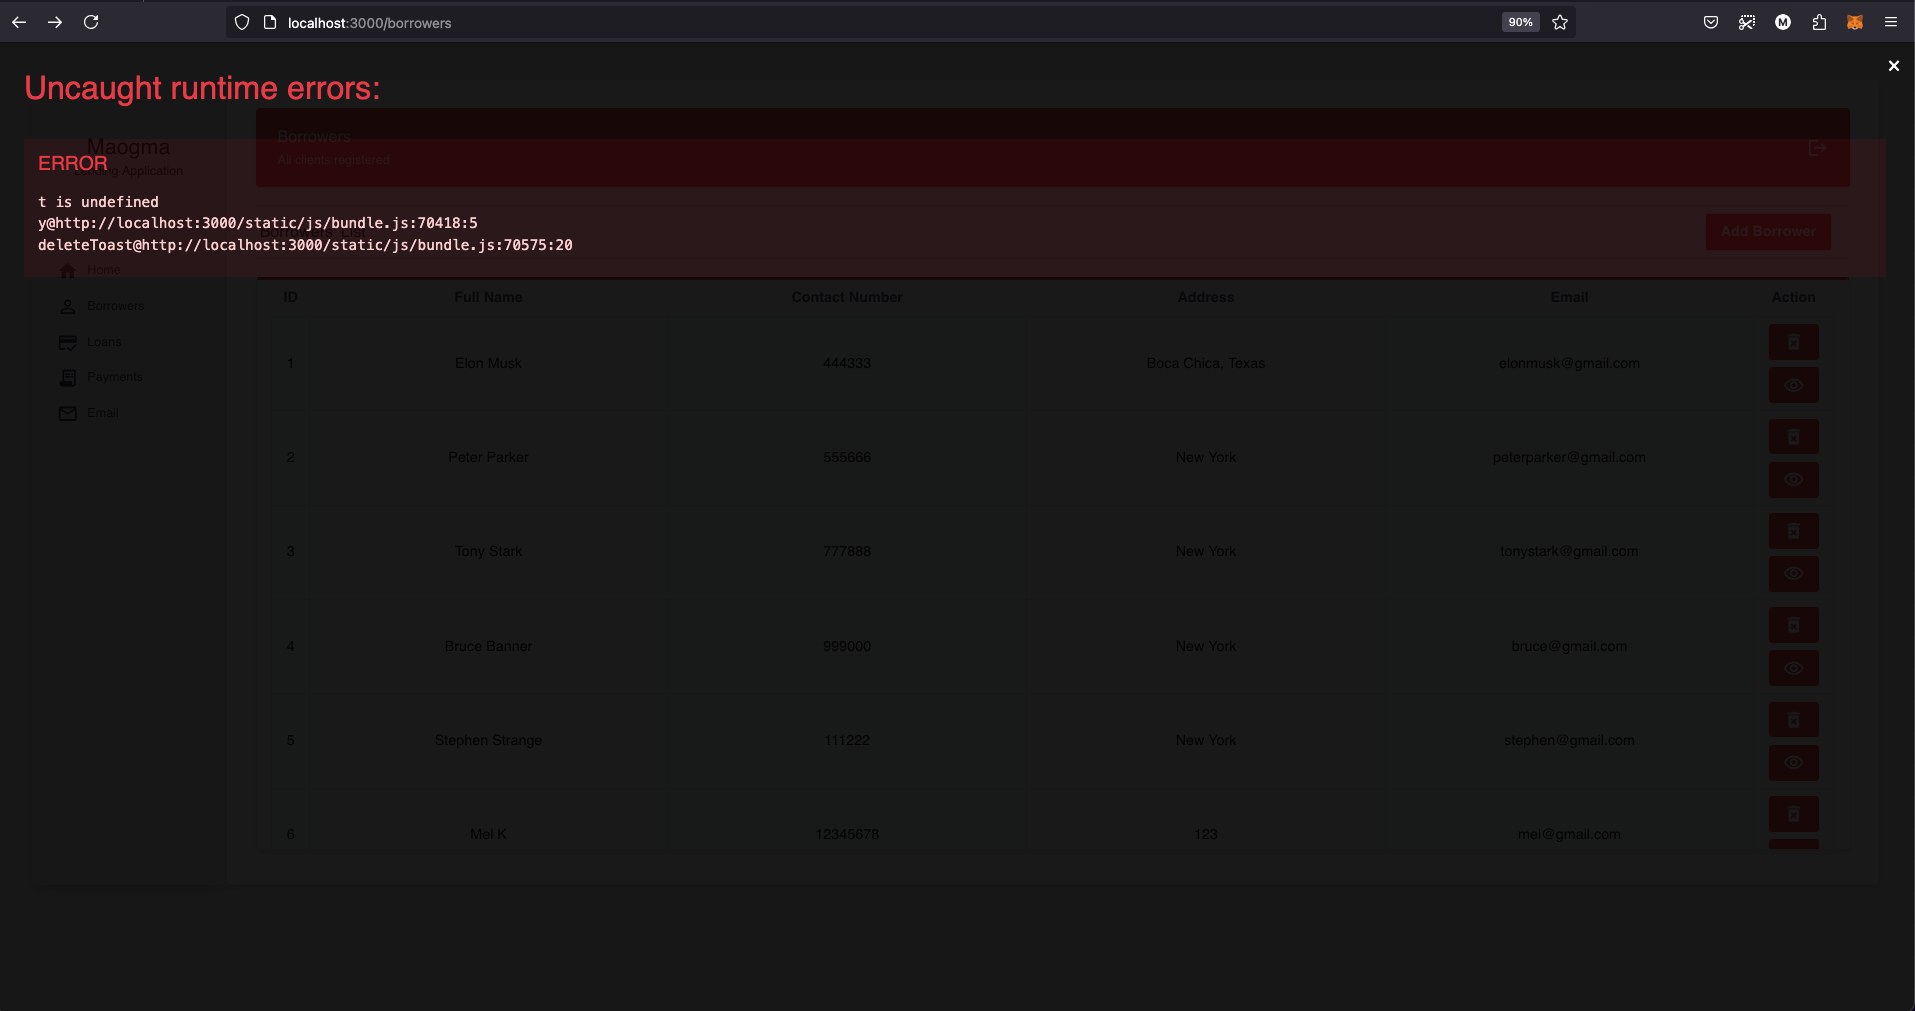 localhost:3000/borrowers
90%
M
Uncaught runtime errors:
×
Borrowers
All clients registered
Maogma
Lending Application
ERROR
t is undefined
y@http://localhost:3000/static/js/bundle.js:70418:5
deleteToast@http://localhost:3000/static/js/bundle.js:70575:20
Borrowers' List
Add Borrower
Home
Borrowers
Loans
Payments
Email
ID Full Name Contact Number Address Email Action
1 Elon Musk 444333 Boca Chica, Texas elonmusk@gmail.com
2 Peter Parker 555666 New York peterparker@gmail.com
3 Tony Stark 777888 New York tonystark@gmail.com
4 Bruce Banner 999000 New York bruce@gmail.com
5 Stephen Strange 111222 New York stephen@gmail.com
6 Mel K 12345678 123 mel@gmail.com